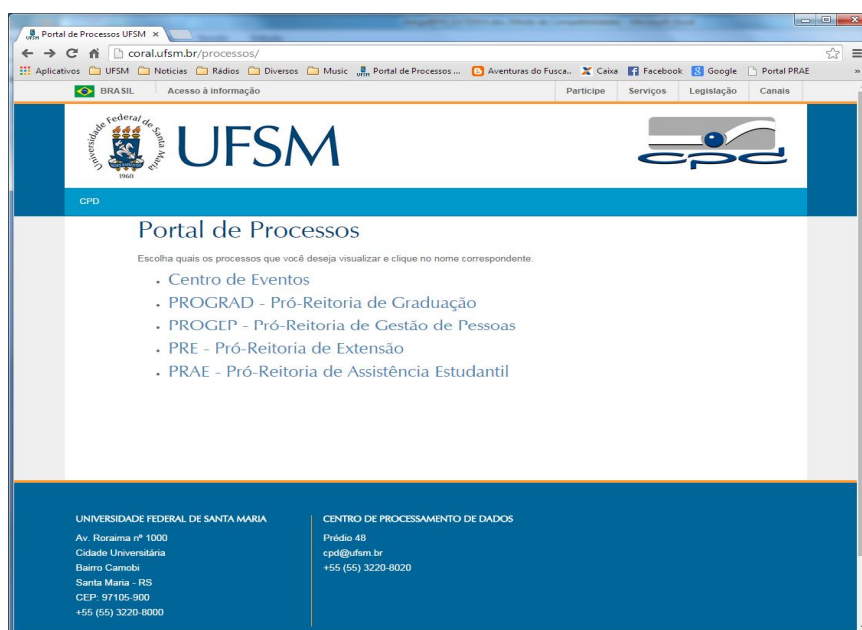 Portal de Processos UFSM
coral.ufsm.br/processos/
Aplicativos UFSM Noticias Rádios Diversos Music Portal de Processos ... Aventuras do Fusca.. Caixa Facebook Google Portal PRAE »
BRASIL Acesso à informação Participe Serviços Legislação Canais
Universidade Federal de Santa Maria
1960
UFSM
cpd
CPD
Portal de Processos
Escolha quais os processos que você deseja visualizar e clique no nome correspondente.
• Centro de Eventos
• PROGRAD - Pró-Reitoria de Graduação
• PROGEP - Pró-Reitoria de Gestão de Pessoas
• PRE - Pró-Reitoria de Extensão
• PRAE - Pró-Reitoria de Assistência Estudantil
UNIVERSIDADE FEDERAL DE SANTA MARIA
Av. Roraima nº 1000
Cidade Universitária
Bairro Camobi
Santa Maria - RS
CEP: 97105-900
+55 (55) 3220-8000
CENTRO DE PROCESSAMENTO DE DADOS
Prédio 48
cpd@ufsm.br
+55 (55) 3220-8020